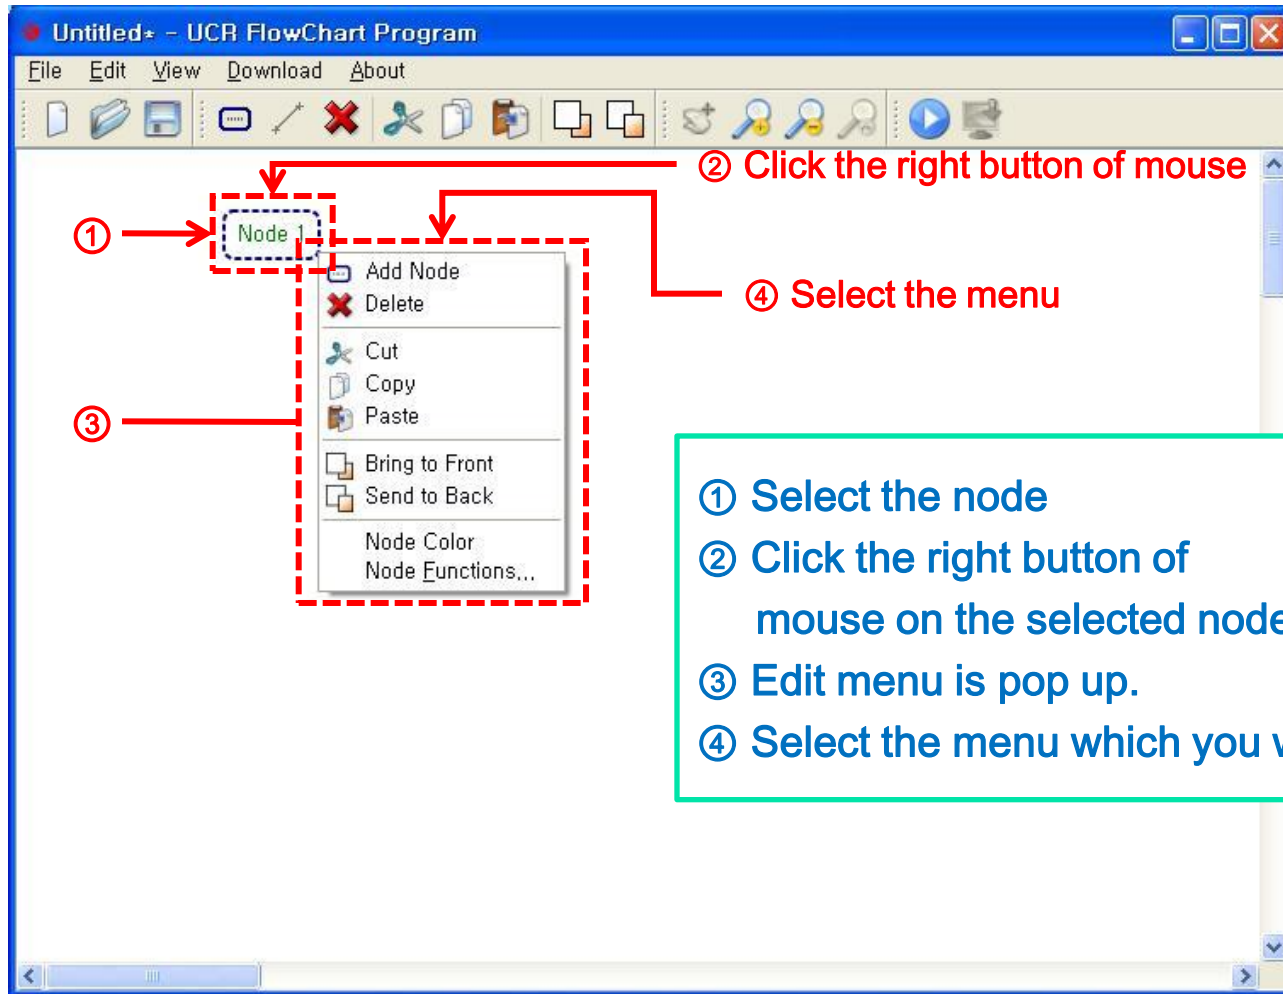 Untitled* - UCR FlowChart Program
File Edit View Download About
② Click the right button of mouse
① Node 1
Add Node
④ Select the menu
Delete
Cut
Copy
③
Paste
Bring to Front
Send to Back
Node Color
Node Functions...
① Select the node
② Click the right button of
mouse on the selected node
③ Edit menu is pop up.
④ Select the menu which you